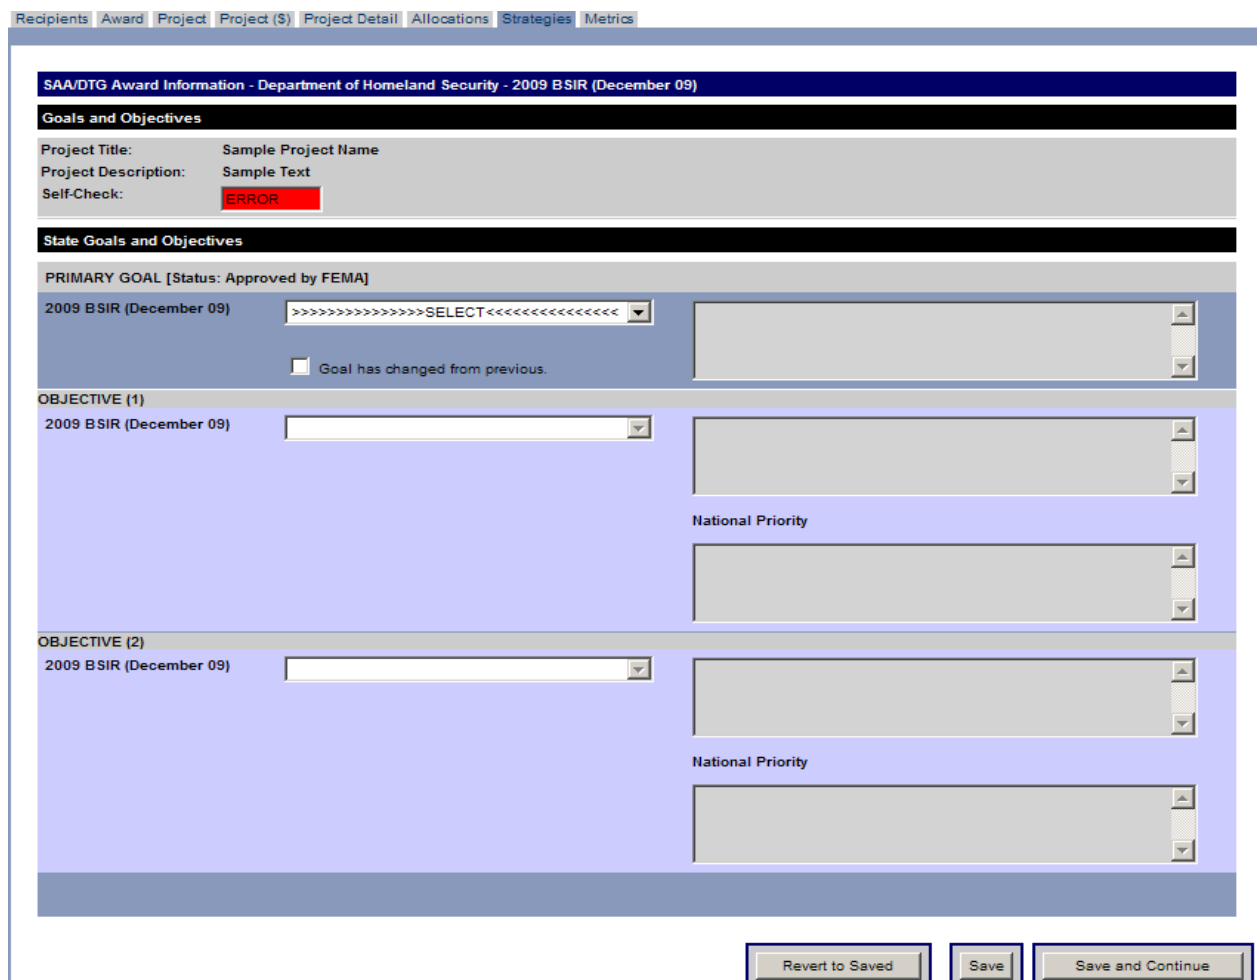 Recipients Award Project Project ($) Project Detail Allocations Strategies Metrics
SAA/DTG Award Information - Department of Homeland Security - 2009 BSIR (December 09)
Goals and Objectives
Project Title: Sample Project Name
Project Description: Sample Text
Self-Check: ERROR
State Goals and Objectives
PRIMARY GOAL [Status: Approved by FEMA]
2009 BSIR (December 09) >>>>>>>>>>>>>>>SELECT<<<<<<<<<<<<<<<
Goal has changed from previous.
OBJECTIVE (1)
2009 BSIR (December 09)
National Priority
OBJECTIVE (2)
2009 BSIR (December 09)
National Priority
Revert to Saved Save Save and Continue